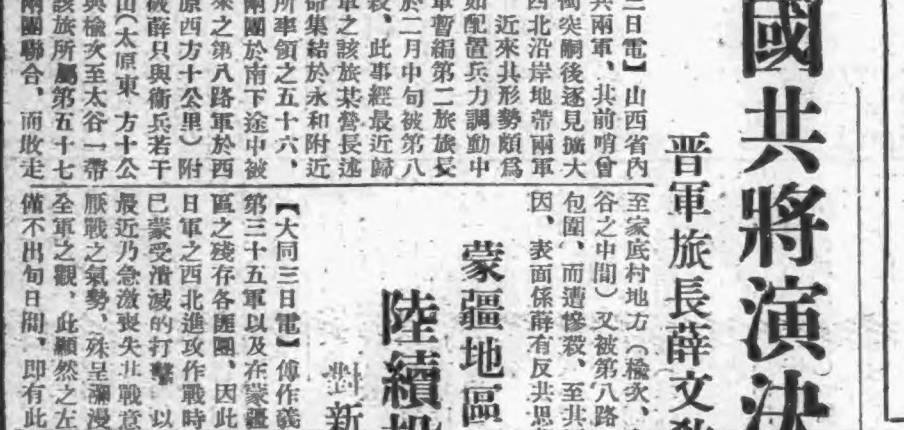 國共將演決
晋軍旅長薛文
三日電】山西省內
共兩軍、其前哨曾
衝突嗣後逐見擴大
西北沿岸地帶兩軍
近來其形勢頗爲
如配置兵力調動中
軍暫編第二旅旅長
於二月中旬被第八
殺、此事經最近歸
軍之該旅某營長述
命集結於永和附近
所率領之五十六、
兩團於南下途中被
來之第八路軍於西
原西方十公里)附
破薛只與衛兵若干
山(太原東 方十公
與榆次至太谷一帶
該旅所屬第五十七
兩團聯合、而敗走
至家底村地方(榆次、
谷之中間)又被第八路
包圍、而遭慘殺、至其
因、表面係薛有反共思
蒙疆地區
陸續
對新
【大同三日電】傅作義
第三十五軍以及在蒙疆
區之殘存各匪團、因此
日軍之西北進攻作戰時
已蒙受潰滅的打擊 以
最近乃急激喪失其戰意
厭戰之氣勢、殊呈瀰漫
全軍之觀、此顯然之左
僅不出旬日間、即有此